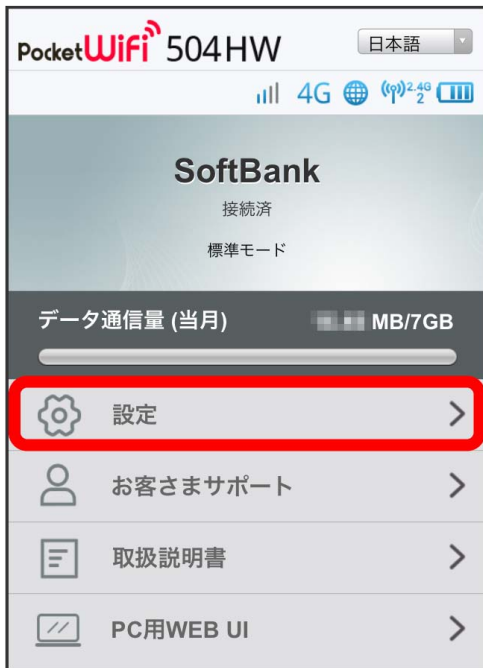 PocketWiFi 504HW
日本語
4G 2.4G 2
SoftBank
接続済
標準モード
データ通信量 (当月) MB/7GB
設定
お客さまサポート
取扱説明書
PC用WEB UI